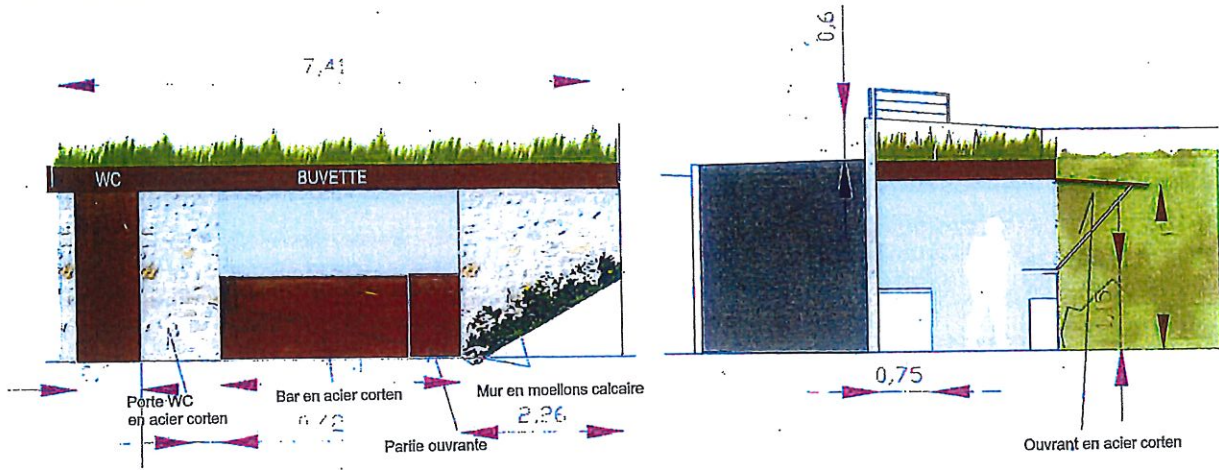 7,41
WC
BUVETTE
Porte WC
en acier corten
Bar en acier corten
Partie ouvrante
Mur en moellons calcaire
2,26
0,6
0,75
Ouvrant en acier corten